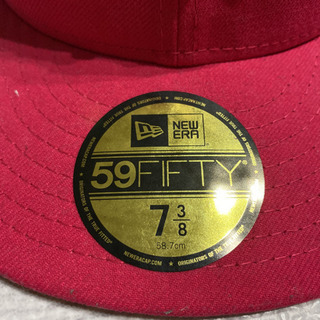 NEW ERA
59FIFTY®
7 3/8
58.7cm
NEWERACAP.COM
ORIGINATORS OF THE TRUE FITTED